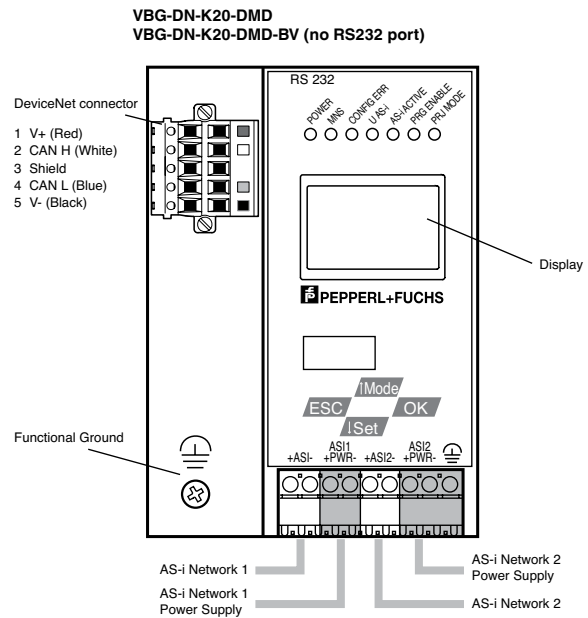 VBG-DN-K20-DMD
VBG-DN-K20-DMD-BV (no RS232 port)
RS 232
POWER
MNS
CONFIG ERR
U AS-i
AS-i ACTIVE
PRG ENABLE
PRJ MODE
DeviceNet connector
1 V+ (Red)
2 CAN H (White)
3 Shield
4 CAN L (Blue)
5 V- (Black)
Display
PEPPERL+FUCHS
↑Mode
ESC
OK
↓Set
Functional Ground
+ASI-
ASI1
+PWR-
+ASI2-
ASI2
+PWR-
AS-i Network 1
AS-i Network 1
Power Supply
AS-i Network 2
Power Supply
AS-i Network 2